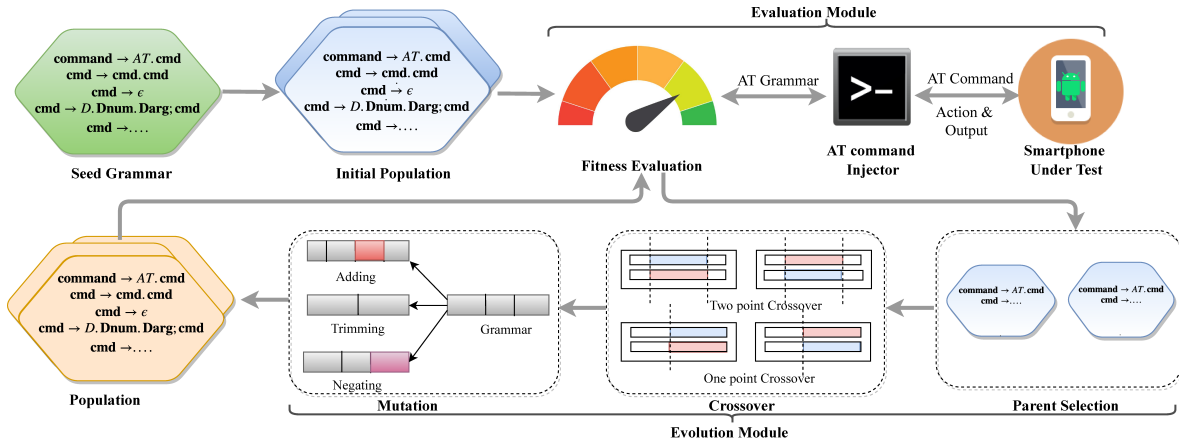 Evaluation Module
command → AT.cmd
cmd → cmd.cmd
cmd → ϵ
cmd → D.Dnum.Darg;cmd
cmd →....
Seed Grammar
command → AT.cmd
cmd → cmd.cmd
cmd → ϵ
cmd → D.Dnum.Darg;cmd
cmd →....
Initial Population
Fitness Evaluation
AT Grammar
>-
AT command
Injector
AT Command
Action &
Output
Smartphone
Under Test
command → AT.cmd
cmd → cmd.cmd
cmd → ϵ
cmd → D.Dnum.Darg;cmd
cmd →....
Population
Adding
Trimming
Negating
Grammar
Mutation
Two point Crossover
One point Crossover
Crossover
command → AT.cmd
cmd →....
command → AT.cmd
cmd →....
Parent Selection
Evolution Module